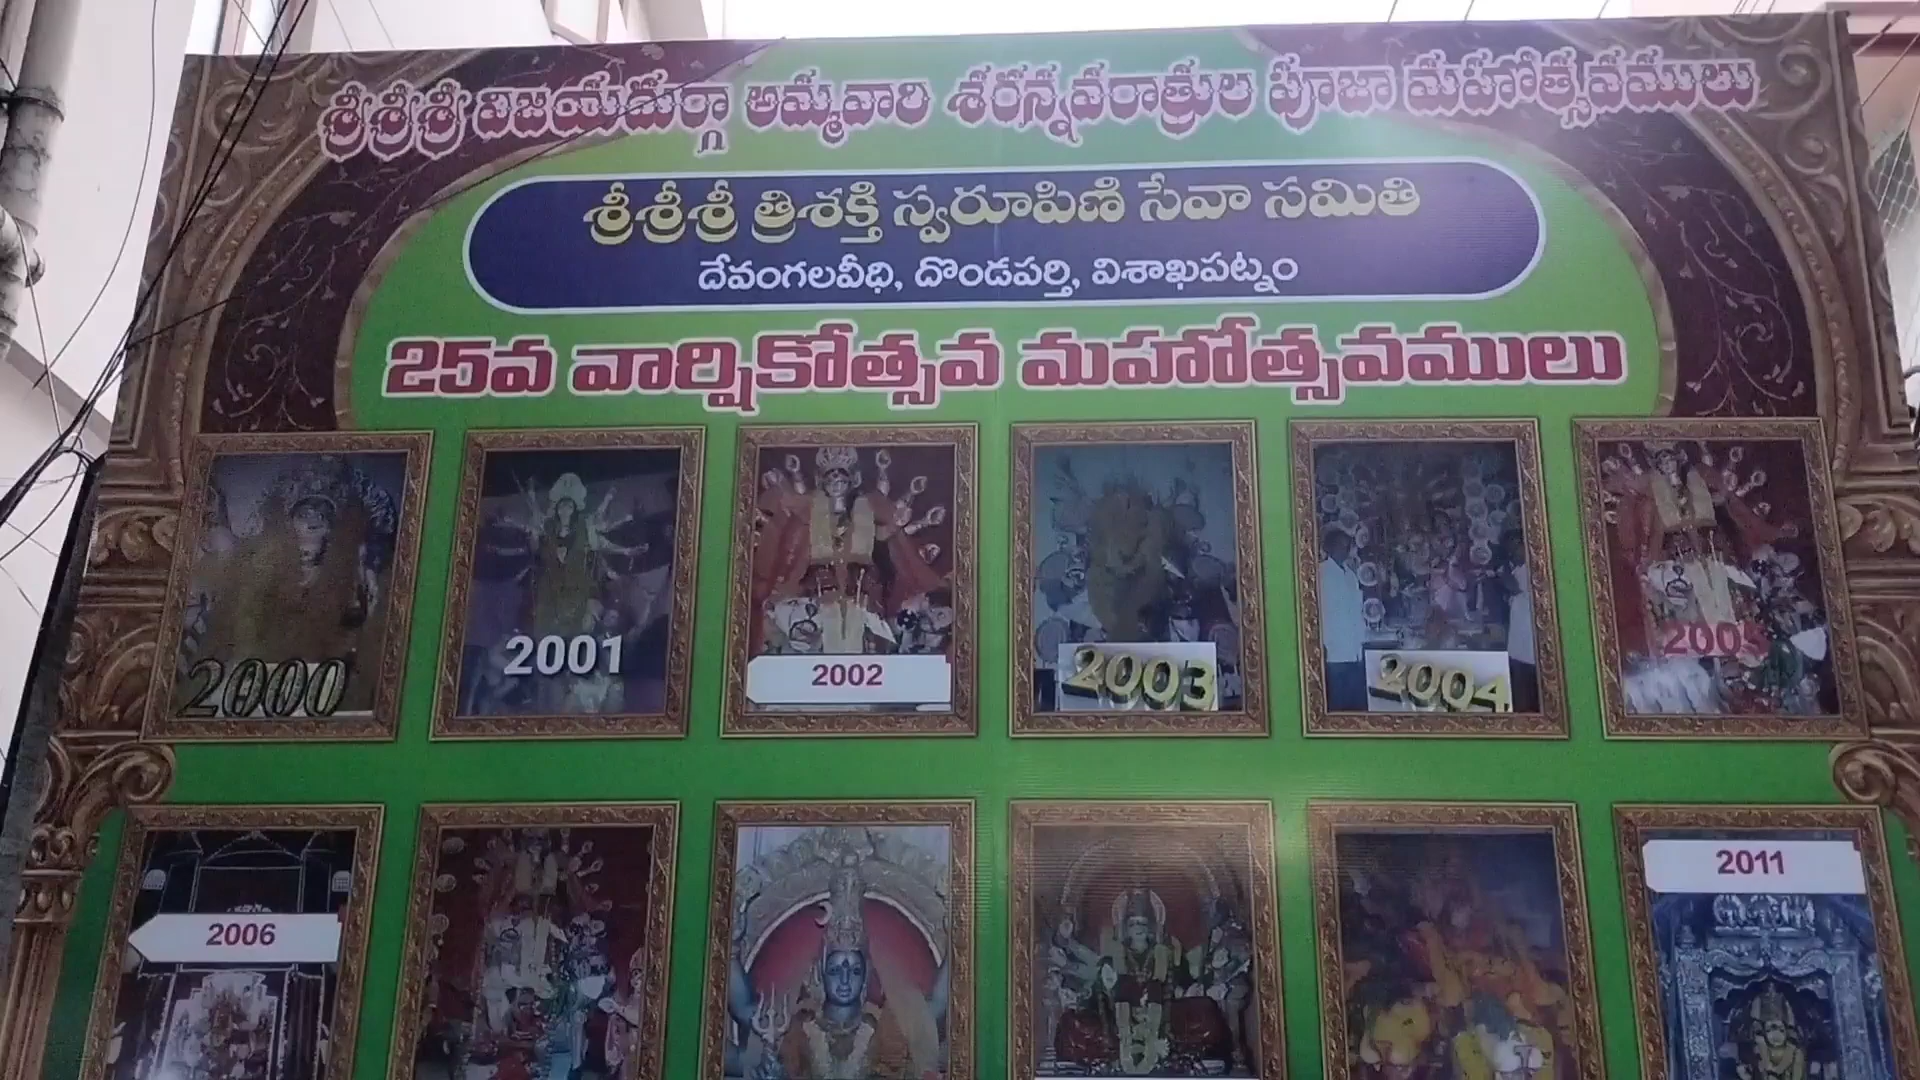 శ్రీశ్రీశ్రీ విజయదుర్గా అమ్మవారి శరన్నవరాత్రుల పూజా మహోత్సవములు
శ్రీశ్రీశ్రీ త్రిశక్తి స్వరూపిణి సేవా సమితి
దేవంగలవీధి, దొండపర్తి, విశాఖపట్నం
25వ వార్షికోత్సవ మహోత్సవములు
2000
2001
2002
2003
2004
2005
2006
2011